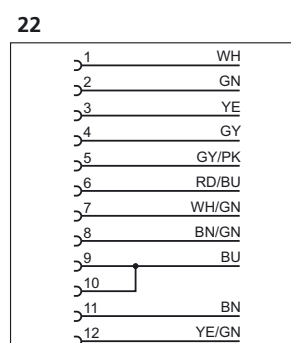 22
1 WH
2 GN
3 YE
4 GY
5 GY/PK
6 RD/BU
7 WH/GN
8 BN/GN
9 BU
10
11 BN
12 YE/GN